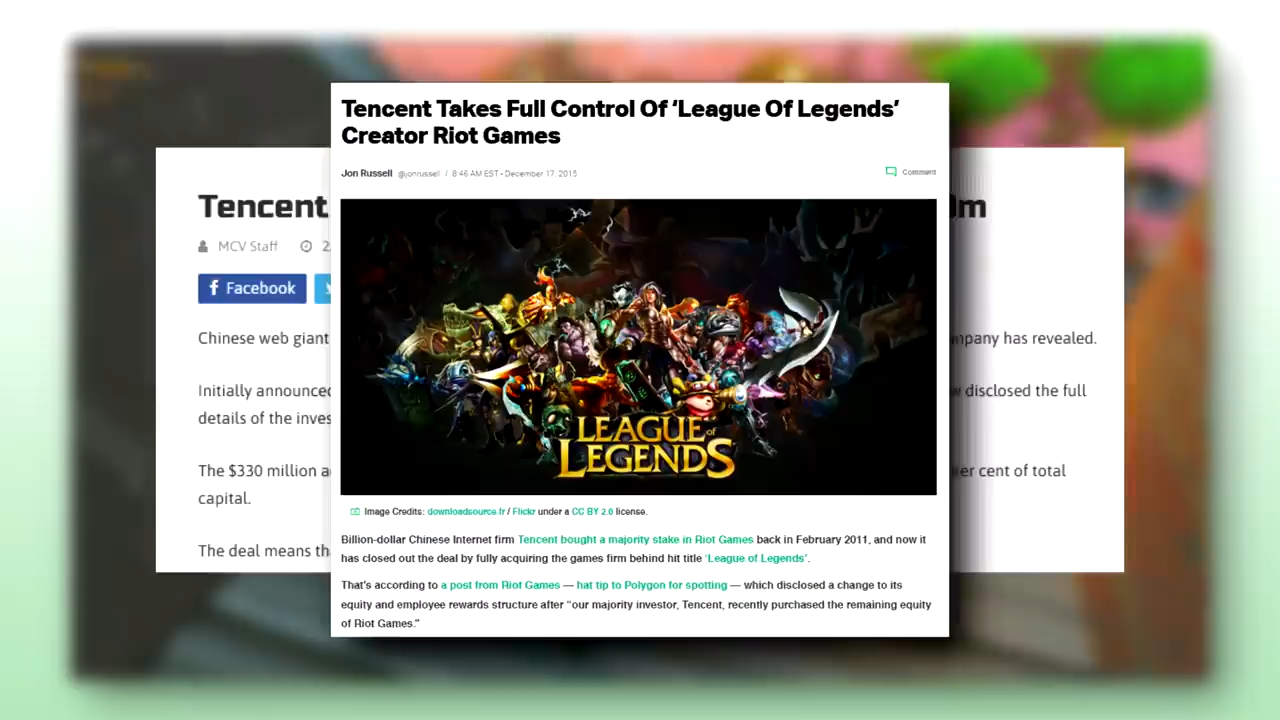 Tencent Takes Full Control Of ‘League Of Legends’
Creator Riot Games
Jon Russell @jonrussell / 8:46 AM EST • December 17, 2015
Comment
LEAGUE of
LEGENDS
Image Credits: downloadsource.fr / Flickr under a CC BY 2.0 license.
Billion-dollar Chinese Internet firm Tencent bought a majority stake in Riot Games back in February 2011, and now it
has closed out the deal by fully acquiring the games firm behind hit title ‘League of Legends’.
That’s according to a post from Riot Games — hat tip to Polygon for spotting — which disclosed a change to its
equity and employee rewards structure after “our majority investor, Tencent, recently purchased the remaining equity
of Riot Games.”
Tencent
MCV Staff
Facebook
Chinese web giant
company has revealed.
Initially announced
disclosed the full
details of the
The $330 million
cent of total
capital.
The deal means